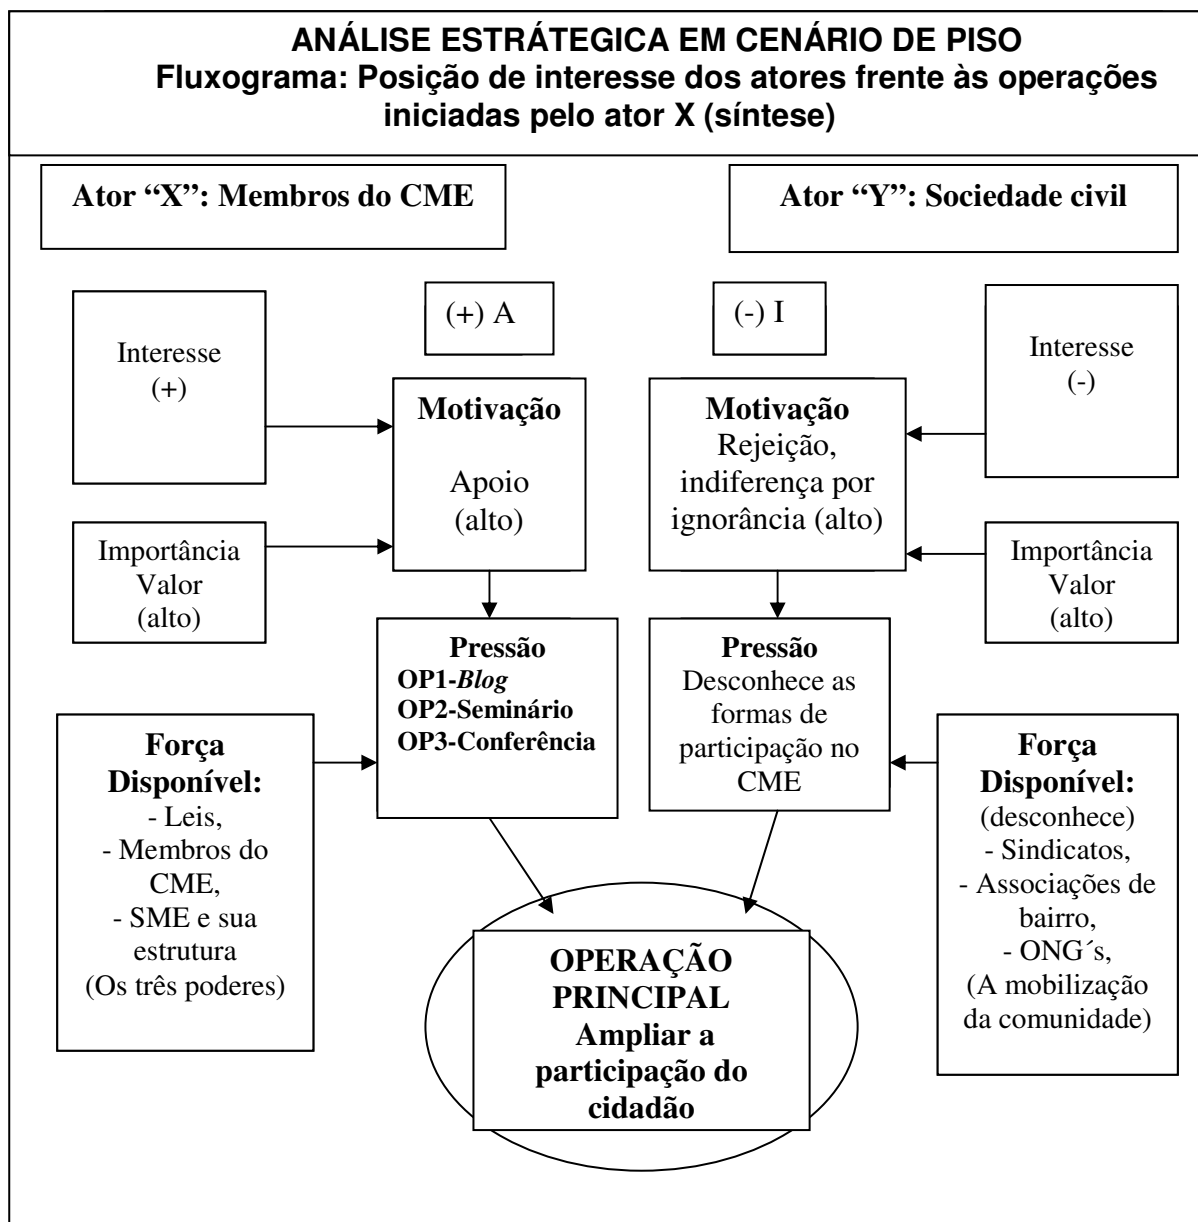 ANÁLISE ESTRÁTEGICA EM CENÁRIO DE PISO
Fluxograma: Posição de interesse dos atores frente às operações
iniciadas pelo ator X (síntese)
Ator “X”: Membros do CME
Ator “Y”: Sociedade civil
Interesse
(+)
(+) A
(-) I
Interesse
(-)
Motivação
Apoio
(alto)
Motivação
Rejeição,
indiferença por
ignorância (alto)
Importância
Valor
(alto)
Importância
Valor
(alto)
Pressão
OP1-Blog
OP2-Seminário
OP3-Conferência
Pressão
Desconhece as
formas de
participação no
CME
Força
Disponível:
- Leis,
- Membros do
CME,
- SME e sua
estrutura
(Os três poderes)
Força
Disponível:
(desconhece)
- Sindicatos,
- Associações de
bairro,
- ONG´s,
(A mobilização
da comunidade)
OPERAÇÃO
PRINCIPAL
Ampliar a
participação do
cidadão